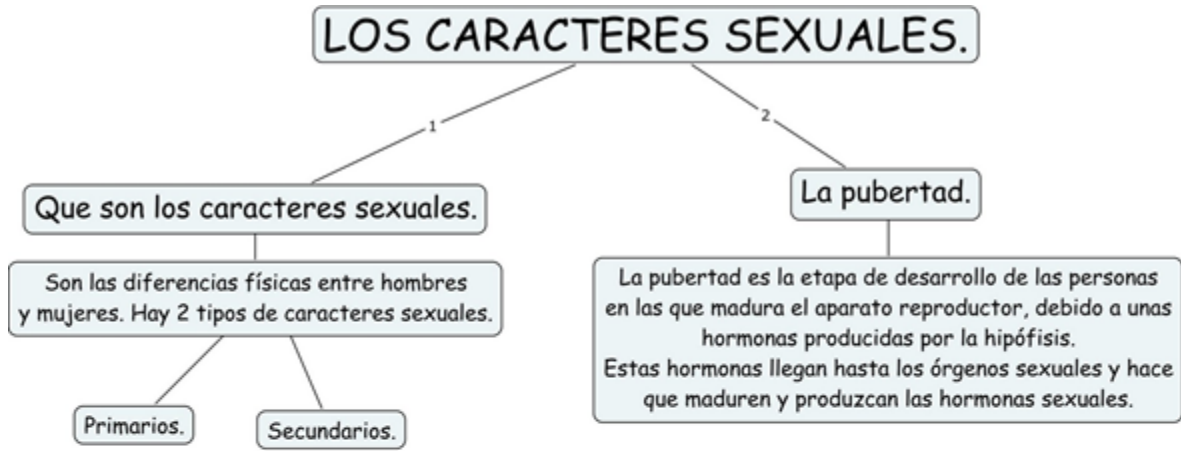 LOS CARACTERES SEXUALES.
1
2
Que son los caracteres sexuales.
Son las diferencias físicas entre hombres
y mujeres. Hay 2 tipos de caracteres sexuales.
Primarios.
Secundarios.
La pubertad.
La pubertad es la etapa de desarrollo de las personas
en las que madura el aparato reproductor, debido a unas
hormonas producidas por la hipófisis.
Estas hormonas llegan hasta los órgenos sexuales y hace
que maduren y produzcan las hormonas sexuales.